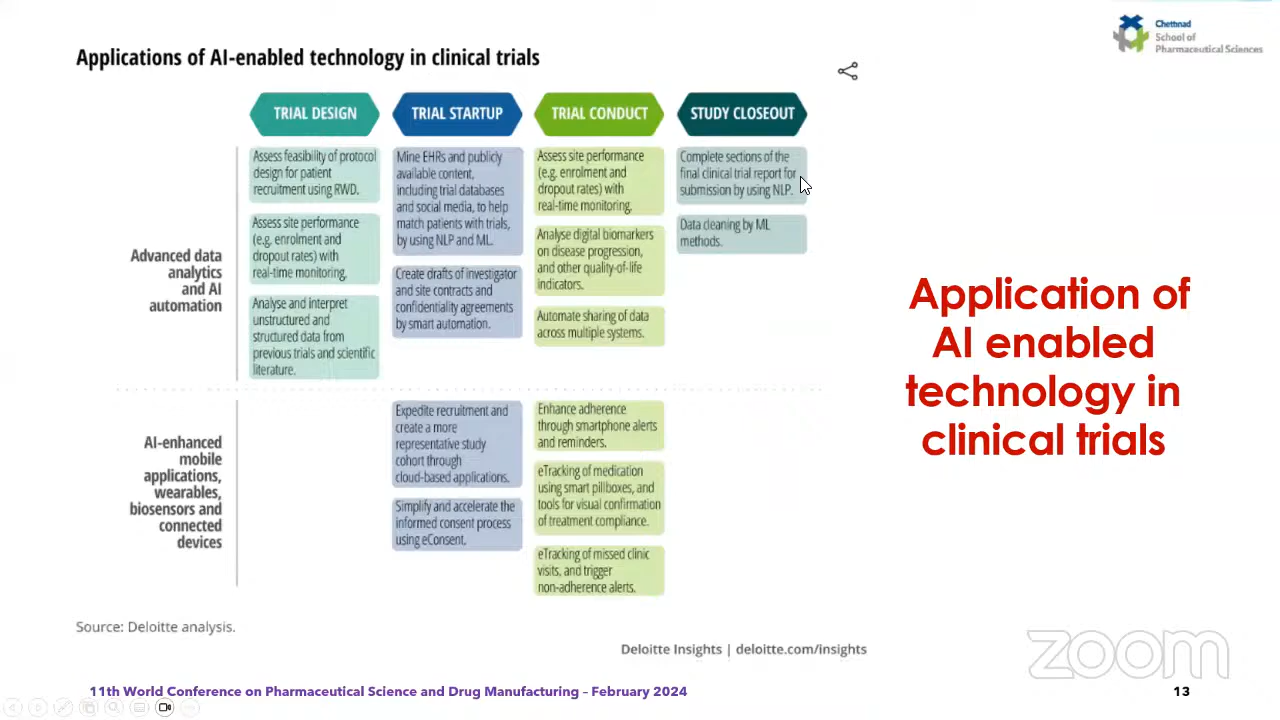 Chettnad
School of
Pharmaceutical Sciences
Applications of AI-enabled technology in clinical trials
TRIAL DESIGN
TRIAL STARTUP
TRIAL CONDUCT
STUDY CLOSEOUT
Advanced data
analytics
and AI
automation
Assess feasibility of protocol
design for patient
recruitment using RWD.
Assess site performance
(e.g. enrolment and
dropout rates) with
real-time monitoring.
Analyse and interpret
unstructured and
structured data from
previous trials and scientific
literature.
Mine EHRs and publicly
available content,
including trial databases
and social media, to help
match patients with trials,
by using NLP and ML.
Create drafts of investigator
and site contracts and
confidentiality agreements
by smart automation.
Assess site performance
(e.g. enrolment and
dropout rates) with
real-time monitoring.
Analyse digital biomarkers
on disease progression,
and other quality-of-life
indicators.
Automate sharing of data
across multiple systems.
Complete sections of the
final clinical trial report for
submission by using NLP.
Data cleaning by ML
methods.
AI-enhanced
mobile
applications,
wearables,
biosensors and
connected
devices
Expedite recruitment and
create a more
representative study
cohort through
cloud-based applications.
Simplify and accelerate the
informed consent process
using eConsent.
Enhance adherence
through smartphone alerts
and reminders.
eTracking of medication
using smart pillboxes, and
tools for visual confirmation
of treatment compliance.
eTracking of missed clinic
visits, and trigger
non-adherence alerts.
Application of
AI enabled
technology in
clinical trials
Source: Deloitte analysis.
Deloitte Insights | deloitte.com/insights
zoom
11th World Conference on Pharmaceutical Science and Drug Manufacturing – February 2024
13